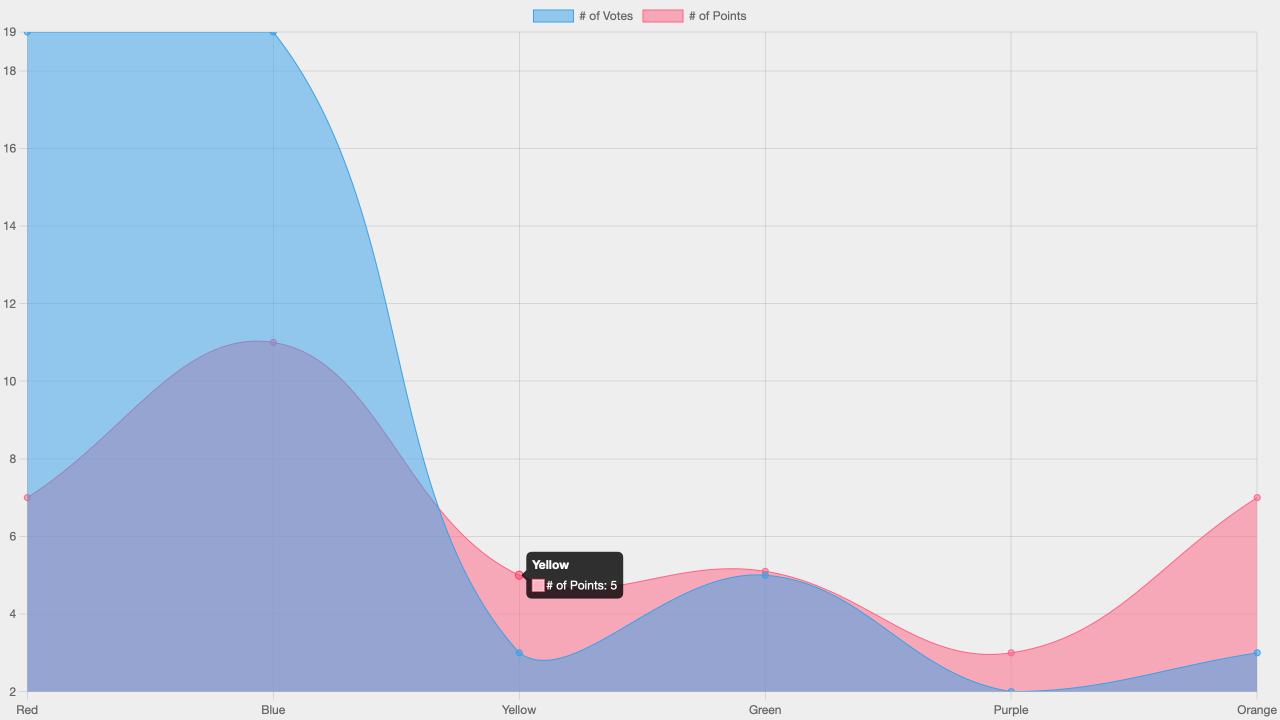 # of Votes # of Points
19
18
16
14
12
10
8
6
4
2
Yellow
# of Points: 5
Red Blue Yellow Green Purple Orange